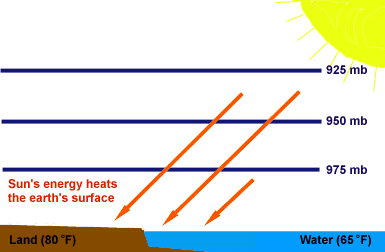 925 mb
950 mb
975 mb
Sun's energy heats
the earth's surface
Land (80 °F)
Water (65 °F)